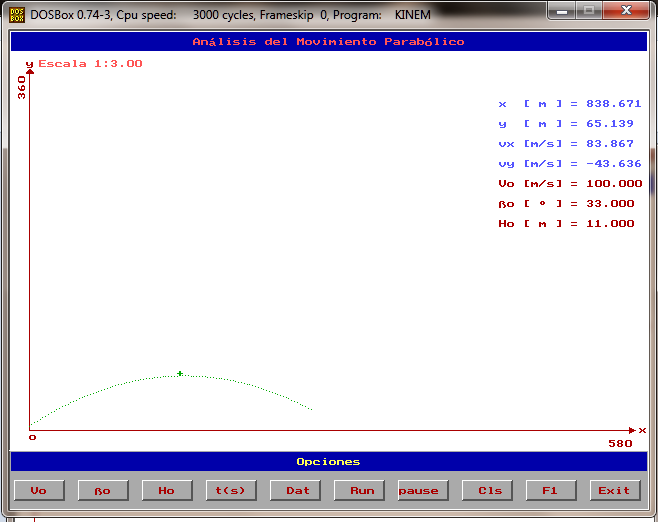 DOS
BOX
DOSBox 0.74-3, Cpu speed: 3000 cycles, Frameskip 0, Program: KINEM
Análisis del Movimiento Parabólico
y Escala 1:3.00
360
x [ m ] = 838.671
y [ m ] = 65.139
vx [m/s] = 83.867
vy [m/s] = -43.636
Vo [m/s] = 100.000
ßo [ º ] = 33.000
Ho [ m ] = 11.000
x
0
580
Opciones
Vo ßo Ho t(s) Dat Run pause Cls F1 Exit